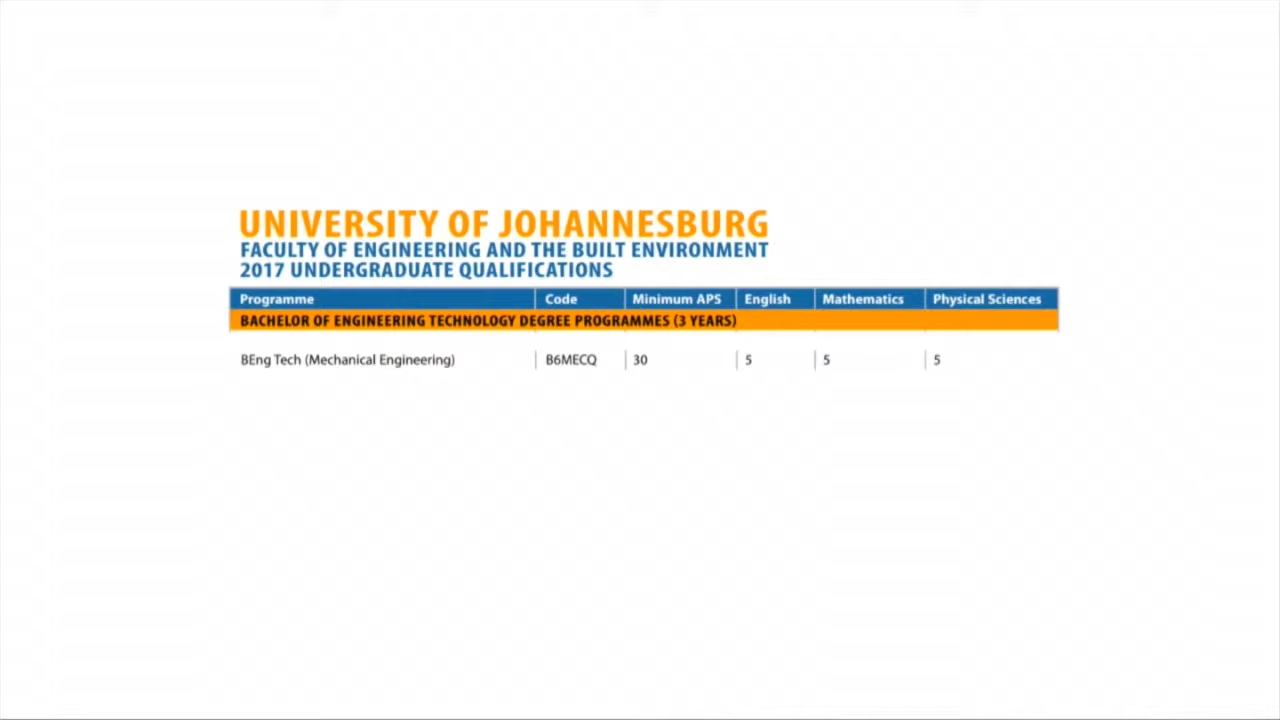 UNIVERSITY OF JOHANNESBURG
FACULTY OF ENGINEERING AND THE BUILT ENVIRONMENT
2017 UNDERGRADUATE QUALIFICATIONS
Programme Code Minimum APS English Mathematics Physical Sciences
BACHELOR OF ENGINEERING TECHNOLOGY DEGREE PROGRAMMES (3 YEARS)
BEng Tech (Mechanical Engineering) B6MECQ 30 5 5 5